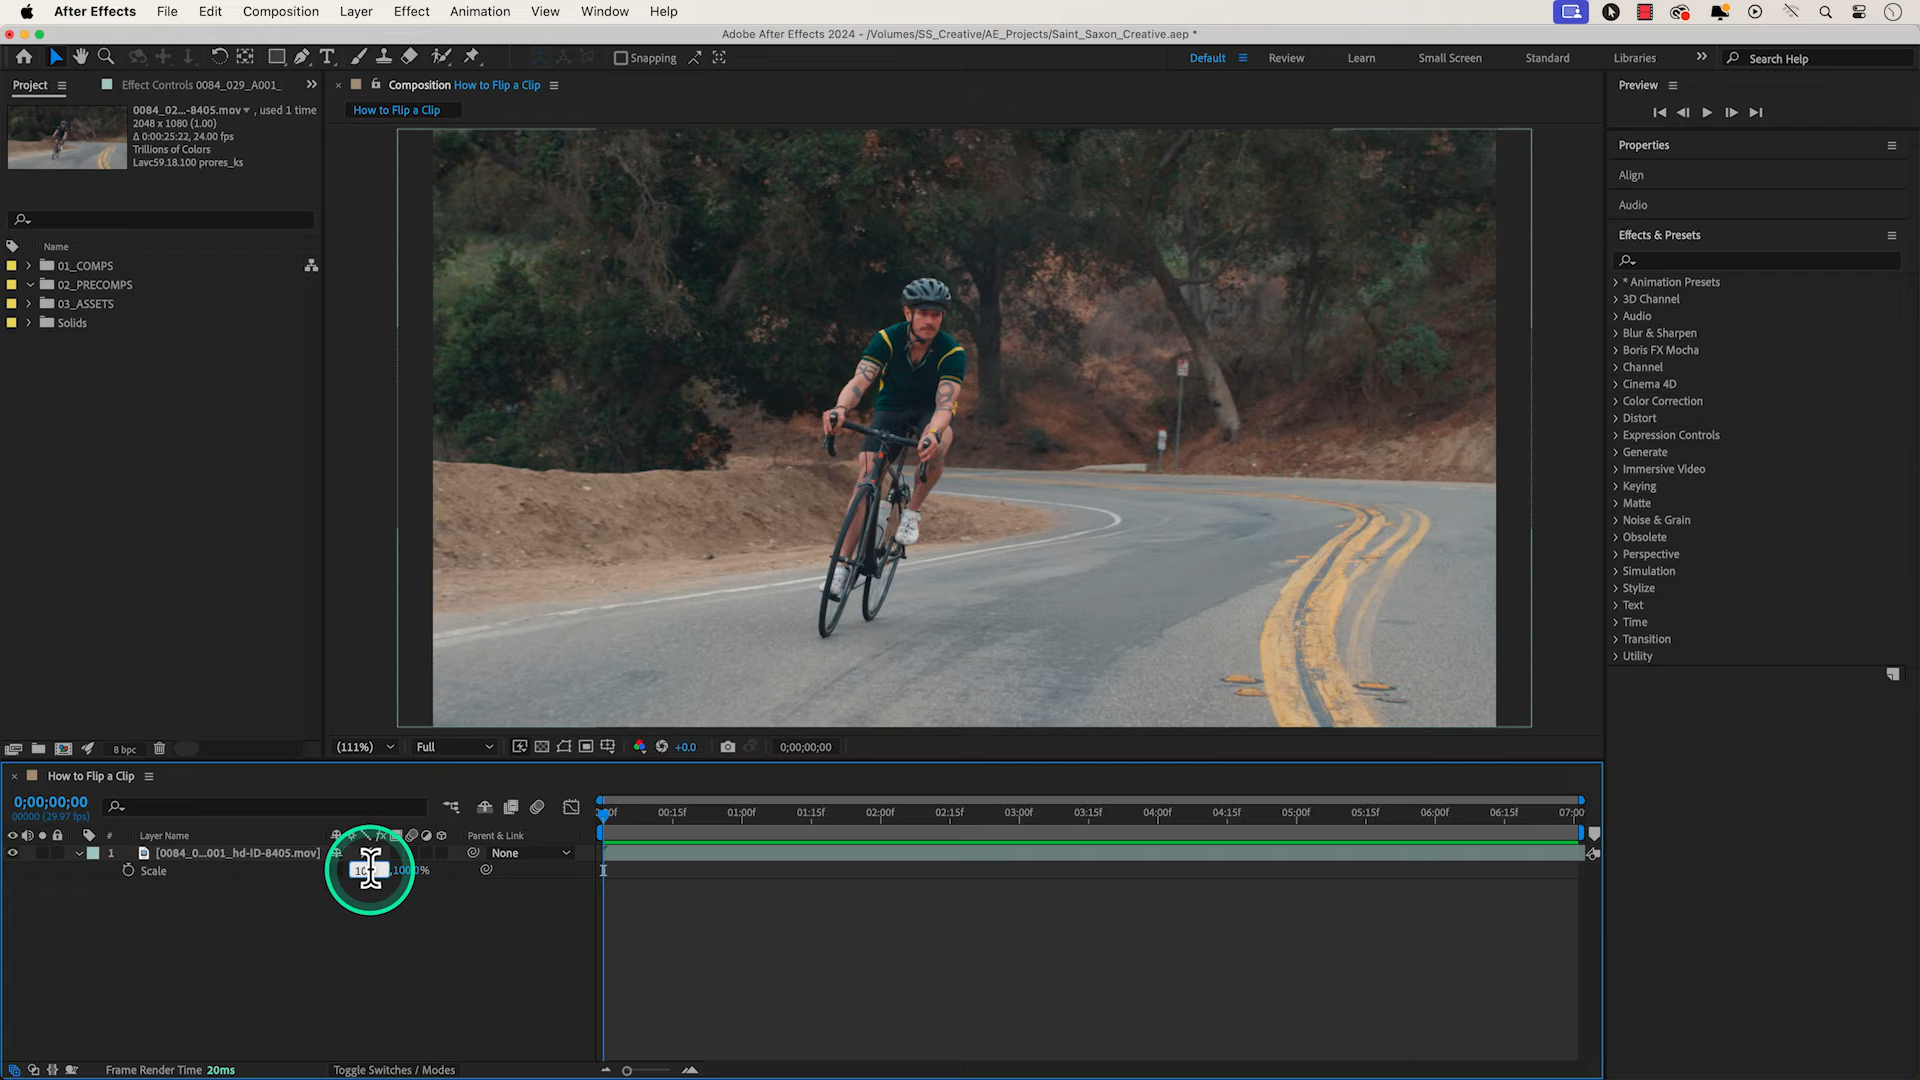 After Effects File Edit Composition Layer Effect Animation View Window Help
Adobe After Effects 2024 - /Volumes/SS_Creative/AE_Projects/Saint_Saxon_Creative.aep *
Snapping
Default Review Learn Small Screen Standard Libraries Search Help
Project Effect Controls 0084_029_A001_
Composition How to Flip a Clip
How to Flip a Clip
0084_02...-8405.mov , used 1 time
2048 x 1080 (1.00)
Δ 0:00:25:22, 24.00 fps
Trillions of Colors
Lavc59.18.100 prores_ks
Name
01_COMPS
02_PRECOMPS
03_ASSETS
Solids
8 bpc
(111%) Full +0.0 0;00;00;00
Preview
Properties
Align
Audio
Effects & Presets
* Animation Presets
3D Channel
Audio
Blur & Sharpen
Boris FX Mocha
Channel
Cinema 4D
Color Correction
Distort
Expression Controls
Generate
Immersive Video
Keying
Matte
Noise & Grain
Obsolete
Perspective
Simulation
Stylize
Text
Time
Transition
Utility
How to Flip a Clip
0;00;00;00
00000 (29.97 fps)
00:15f 01:00f 01:15f 02:00f 02:15f 03:00f 03:15f 04:00f 04:15f 05:00f 05:15f 06:00f 06:15f 07:00
# Layer Name fx Parent & Link
1 [0084_0...001_hd-ID-8405.mov] None
Scale
Frame Render Time 20ms Toggle Switches / Modes